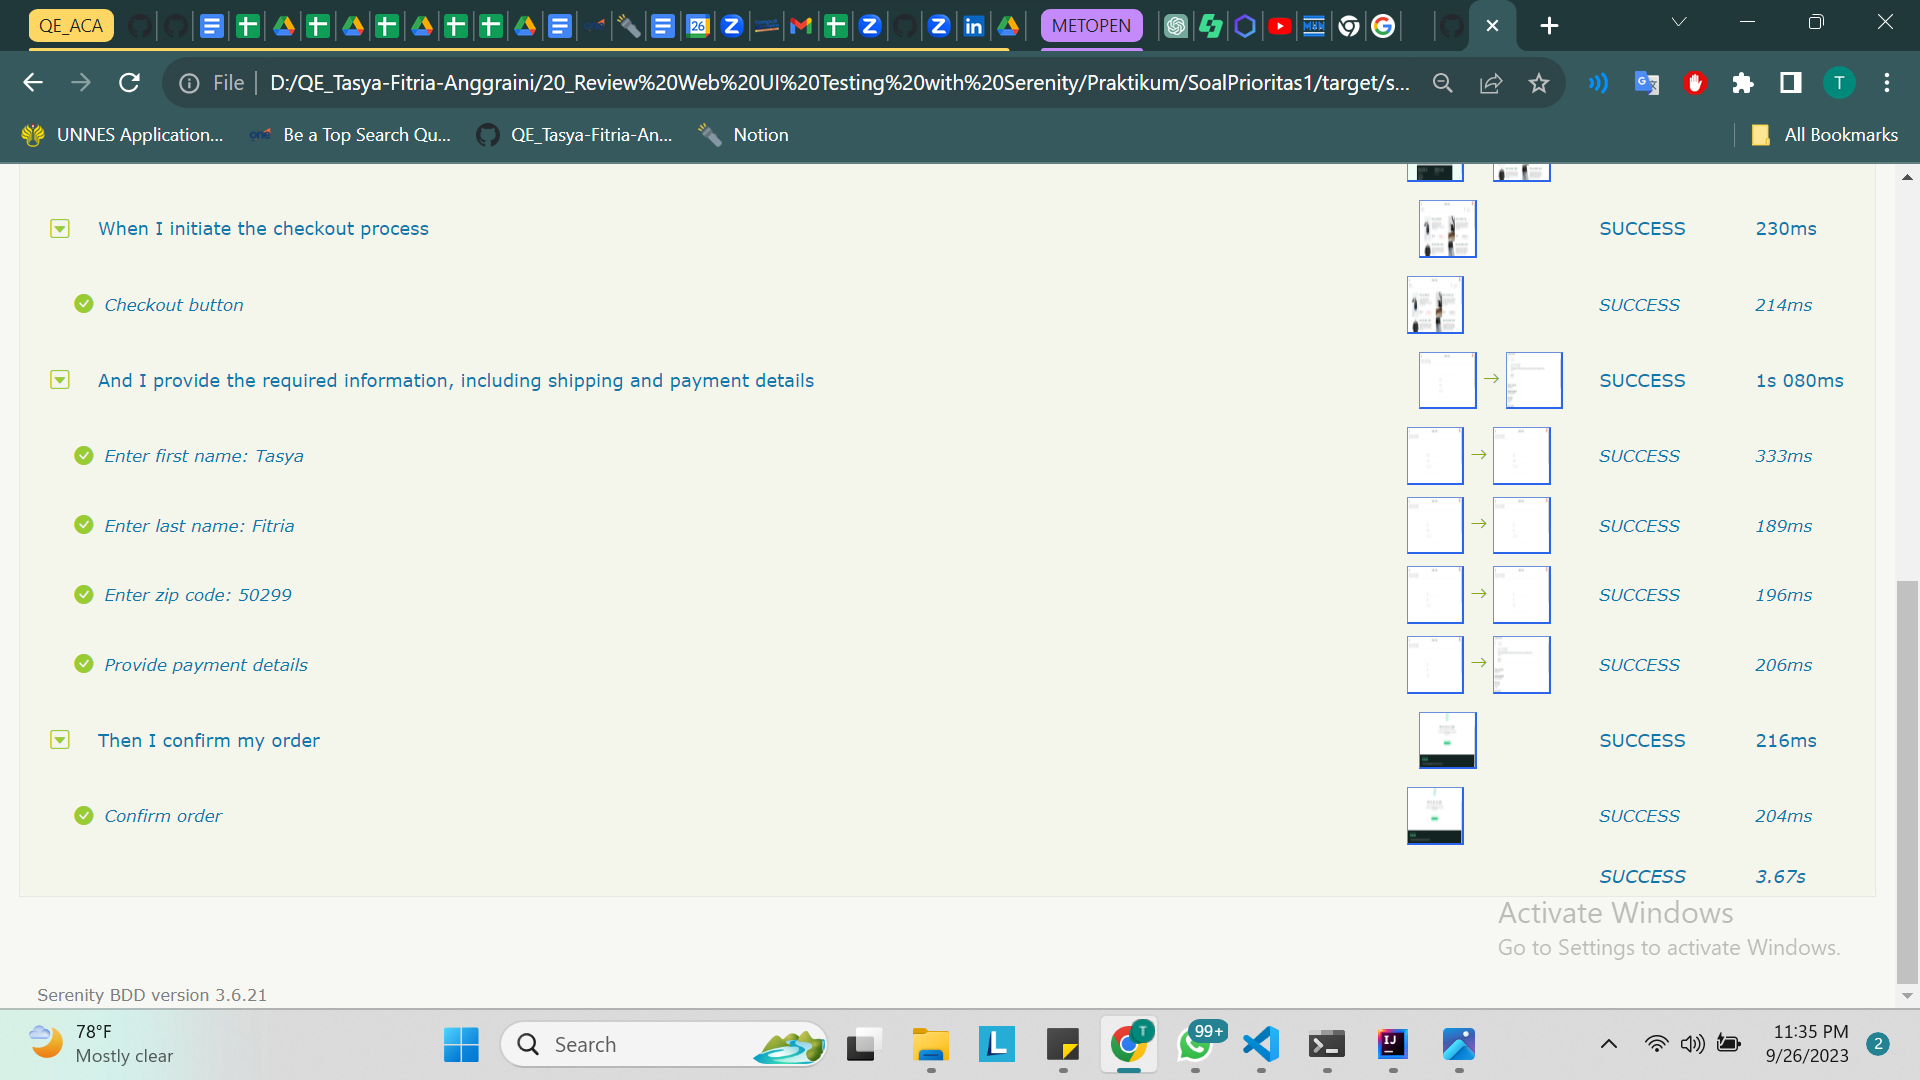 QE_ACA
METOPEN
File
D:/QE_Tasya-Fitria-Anggraini/20_Review%20Web%20UI%20Testing%20with%20Serenity/Praktikum/SoalPrioritas1/target/s...
T
UNNES Application...
Be a Top Search Qu...
QE_Tasya-Fitria-An...
Notion
All Bookmarks
When I initiate the checkout process SUCCESS 230ms
Checkout button SUCCESS 214ms
And I provide the required information, including shipping and payment details SUCCESS 1s 080ms
Enter first name: Tasya SUCCESS 333ms
Enter last name: Fitria SUCCESS 189ms
Enter zip code: 50299 SUCCESS 196ms
Provide payment details SUCCESS 206ms
Then I confirm my order SUCCESS 216ms
Confirm order SUCCESS 204ms
SUCCESS 3.67s
Activate Windows
Go to Settings to activate Windows.
Serenity BDD version 3.6.21
78°F
Mostly clear
Search
T
99+
11:35 PM
9/26/2023
2